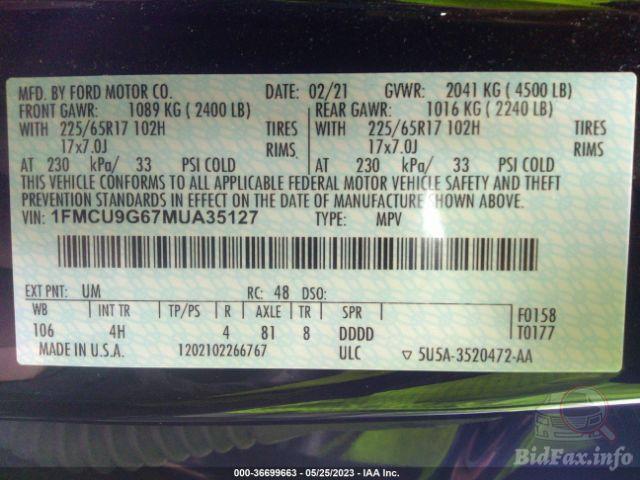 MFD. BY FORD MOTOR CO. DATE: 02/21 GVWR: 2041 KG ( 4500 LB)
FRONT GAWR: 1089 KG ( 2400 LB) REAR GAWR: 1016 KG ( 2240 LB)
WITH 225/65R17 102H TIRES WITH 225/65R17 102H TIRES
17x7.0J RIMS 17x7.0J RIMS
AT 230 kPa/ 33 PSI COLD AT 230 kPa/ 33 PSI COLD
THIS VEHICLE CONFORMS TO ALL APPLICABLE FEDERAL MOTOR VEHICLE SAFETY AND THEFT
PREVENTION STANDARDS IN EFFECT ON THE DATE OF MANUFACTURE SHOWN ABOVE.
VIN: 1FMCU9G67MUA35127 TYPE: MPV
EXT PNT: UM RC: 48 DSO:
WB INT TR TP/PS R AXLE TR SPR F0158
106 4H 4 81 8 DDDD T0177
MADE IN U.S.A. 1202102266767 ULC ▽ 5U5A-3520472-AA
BidFax.info
000-36699663 - 05/25/2023 - IAA Inc.